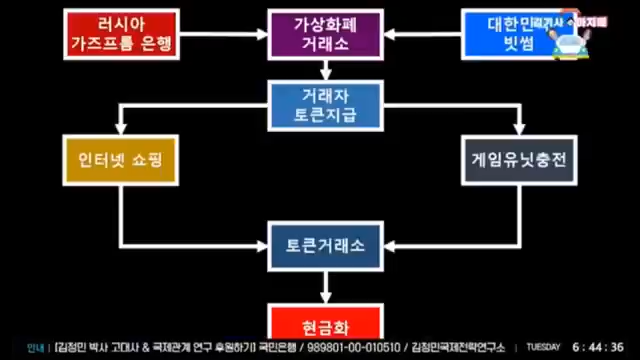 러시아
가즈프롬 은행
가상화폐
거래소
대한민
빗썸
거래자
토큰지급
인터넷 쇼핑
게임유닛충전
토큰거래소
현금화
안내 | [김정민 박사 고대사 & 국제관계 연구 후원하기] 국민은행 / 989801-00-010510 / 김정민국제전략연구소 | TUESDAY 6:44:36